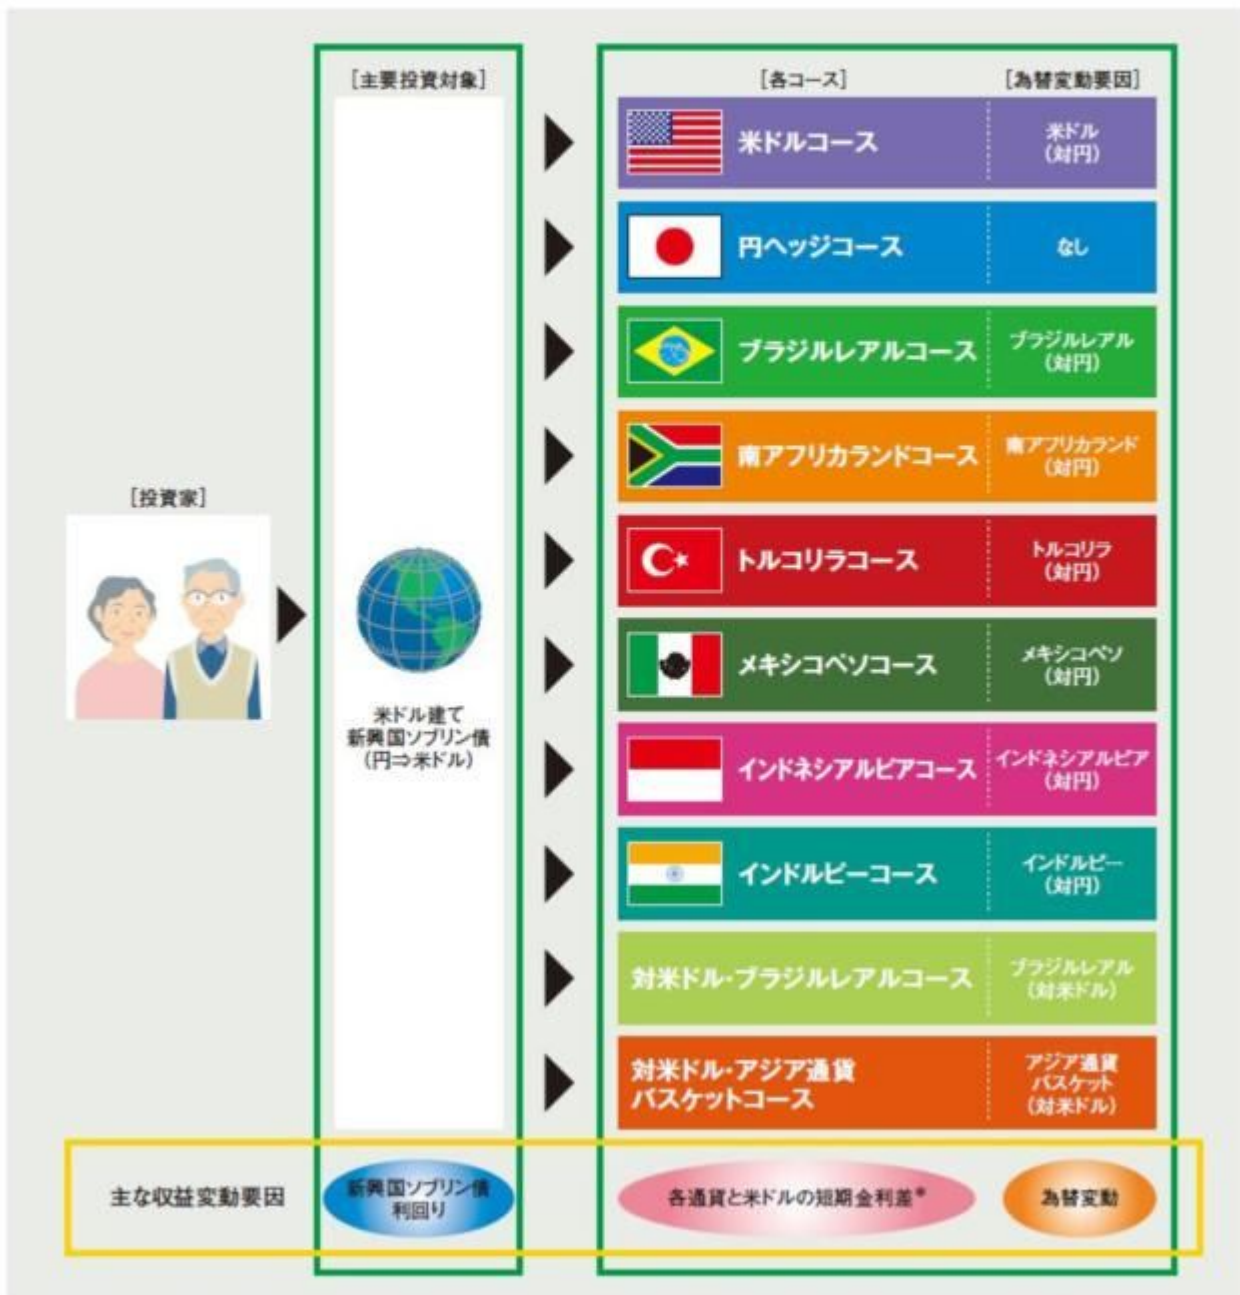 [主要投資対象]
[各コース]
[為替変動要因]
米ドルコース
米ドル
(対円)
円ヘッジコース
なし
ブラジルレアルコース
ブラジルレアル
(対円)
南アフリカランドコース
南アフリカランド
(対円)
[投資家]
トルコリラコース
トルコリラ
(対円)
メキシコペソコース
メキシコペソ
(対円)
米ドル建て
新興国ソブリン債
(円⇒米ドル)
インドネシアルピアコース
インドネシアルピア
(対円)
インドルピーコース
インドルピー
(対円)
対米ドル・ブラジルレアルコース
ブラジルレアル
(対米ドル)
対米ドル・アジア通貨
バスケットコース
アジア通貨
バスケット
(対米ドル)
主な収益変動要因
新興国ソブリン債
利回り
各通貨と米ドルの短期金利差*
為替変動